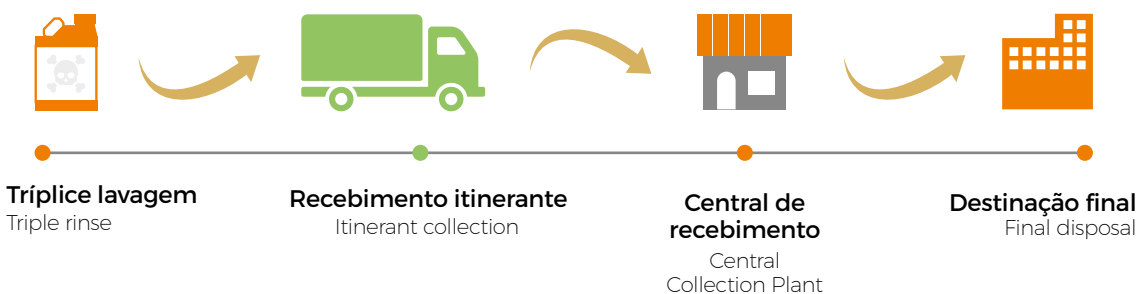 Tríplice lavagem
Triple rinse
Recebimento itinerante
Itinerant collection
Central de
recebimento
Central
Collection Plant
Destinação final
Final disposal